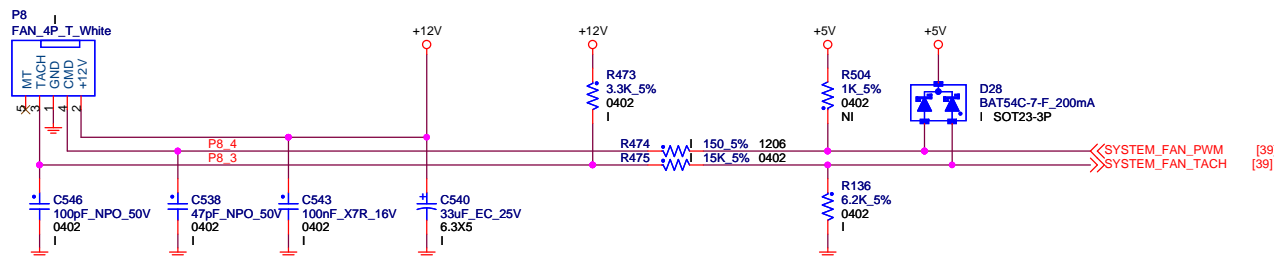 P8
I
FAN_4P_T_White
MT
TACH
GND
CMD
+12V
5
3
1
4
2
+12V
+12V
+5V
+5V
R473
3.3K_5%
0402
I
R504
1K_5%
0402
NI
D28
BAT54C-7-F_200mA
I SOT23-3P
P8_4
P8_3
R474 I 150_5% 1206
R475 I 15K_5% 0402
SYSTEM_FAN_PWM [39
SYSTEM_FAN_TACH [39]
C546
100pF_NPO_50V
0402
I
C538
47pF_NPO_50V
0402
I
C543
100nF_X7R_16V
0402
I
C540
33uF_EC_25V
6.3X5
I
R136
6.2K_5%
0402
I